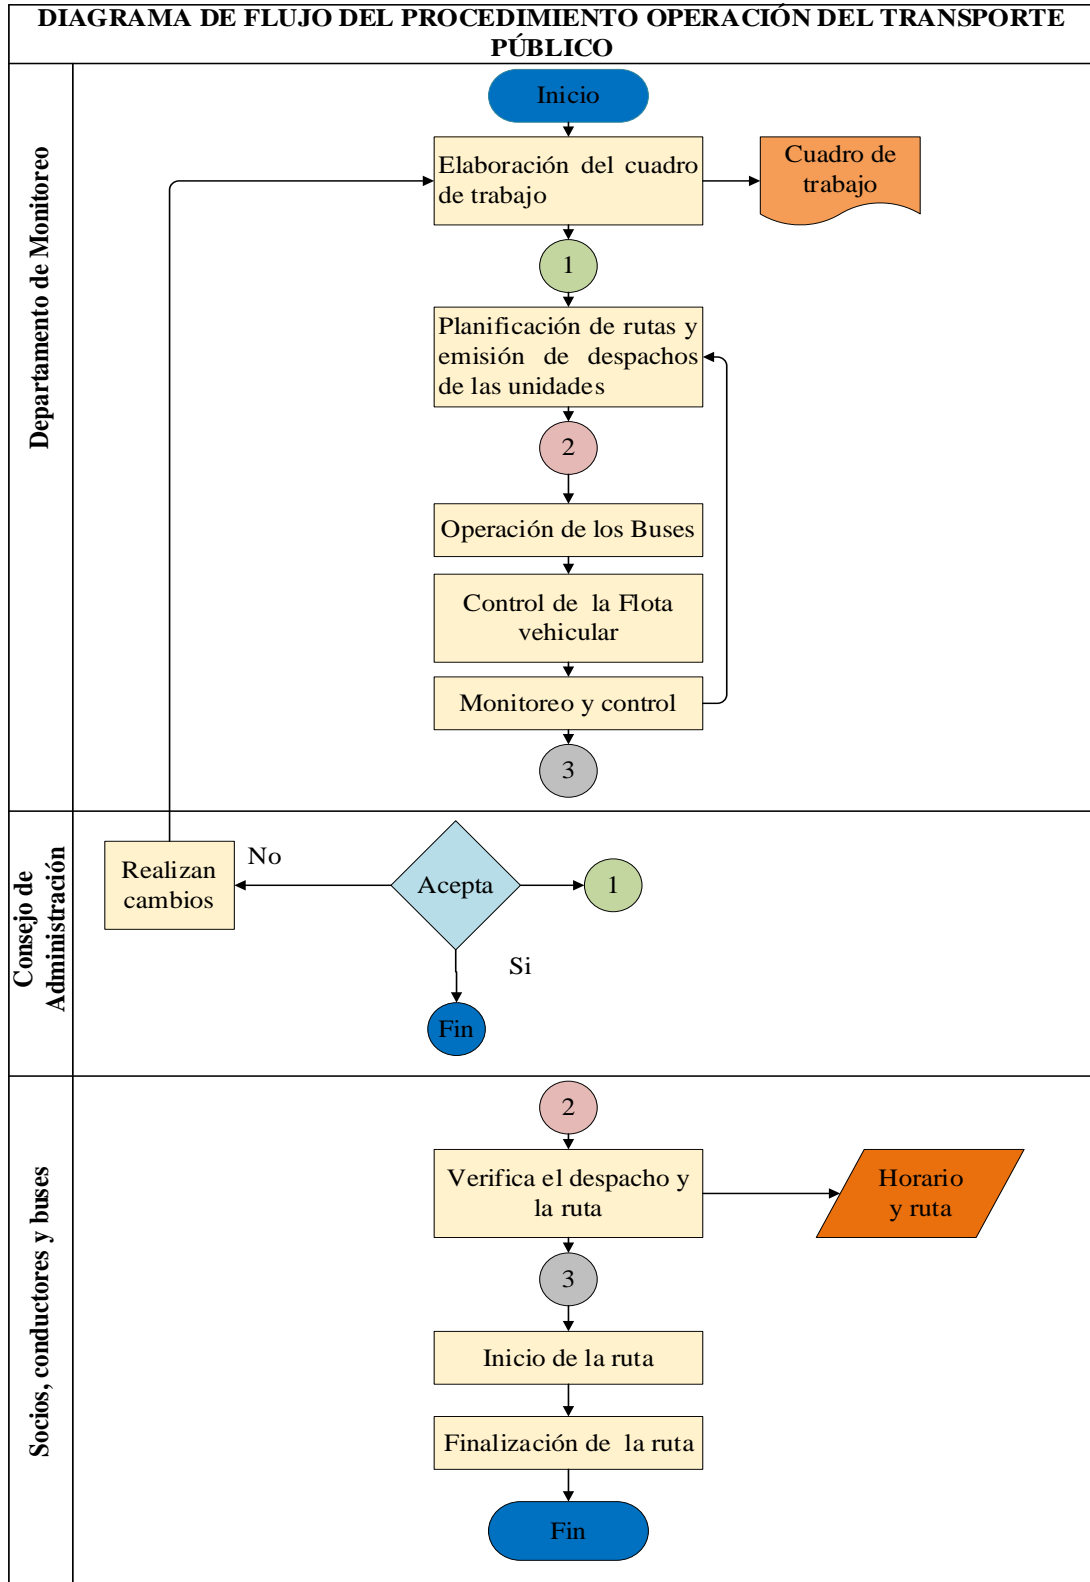 DIAGRAMA DE FLUJO DEL PROCEDIMIENTO OPERACIÓN DEL TRANSPORTE
PÚBLICO
Departamento de Monitoreo
Inicio
Elaboración del cuadro
de trabajo
Cuadro de
trabajo
1
Planificación de rutas y
emisión de despachos
de las unidades
2
Operación de los Buses
Control de la Flota
vehicular
Monitoreo y control
3
Consejo de
Administración
Realizan
cambios
No
Acepta
1
Si
Fin
Socios, conductores y buses
2
Verifica el despacho y
la ruta
Horario
y ruta
3
Inicio de la ruta
Finalización de la ruta
Fin